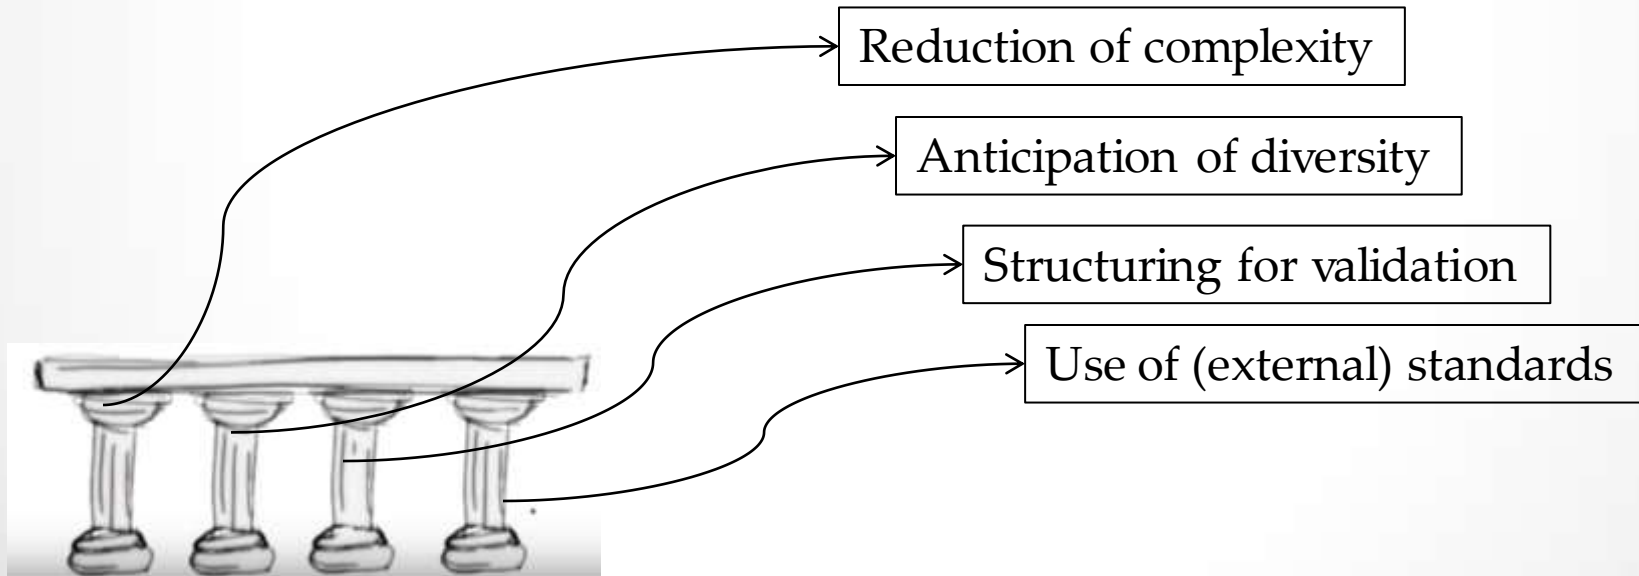 Reduction of complexity
Anticipation of diversity
Structuring for validation
Use of (external) standards